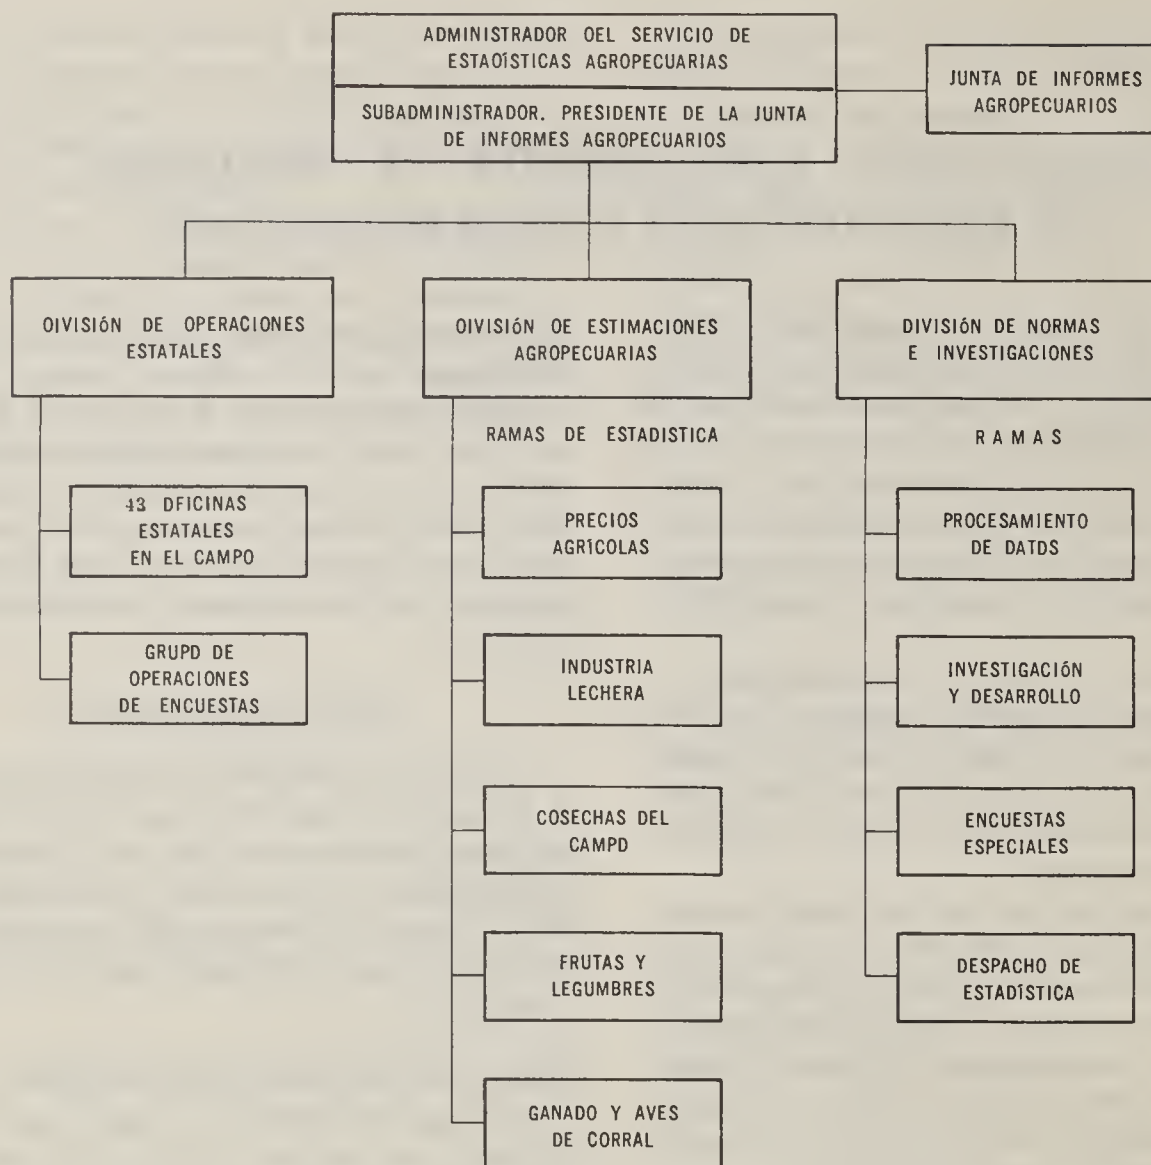 ADMINISTRADOR OEL SERVICIO DE
ESTAOÍSTICAS AGROPECUARIAS
SUBADMINISTRADOR. PRESIDENTE DE LA JUNTA
DE INFORMES AGROPECUARIOS
JUNTA DE INFORMES
AGROPECUARIOS
OIVISIÓN DE OPERACIONES
ESTATALES
43 DFICINAS
ESTATALES
EN EL CAMPO
GRUPD DE
OPERACIONES
DE ENCUESTAS
OIVISIÓN OE ESTIMACIONES
AGROPECUARIAS
RAMAS DE ESTADISTICA
PRECIOS
AGRÍCOLAS
INDUSTRIA
LECHERA
COSECHAS DEL
CAMPD
FRUTAS Y
LEGUMBRES
GANADO Y AVES
DE CORRAL
DIVISIÓN DE NORMAS
E INVESTIGACIONES
RAMAS
PROCESAMIENTO
DE DATDS
INVESTIGACIÓN
Y DESARROLLO
ENCUESTAS
ESPECIALES
DESPACHO DE
ESTADÍSTICA